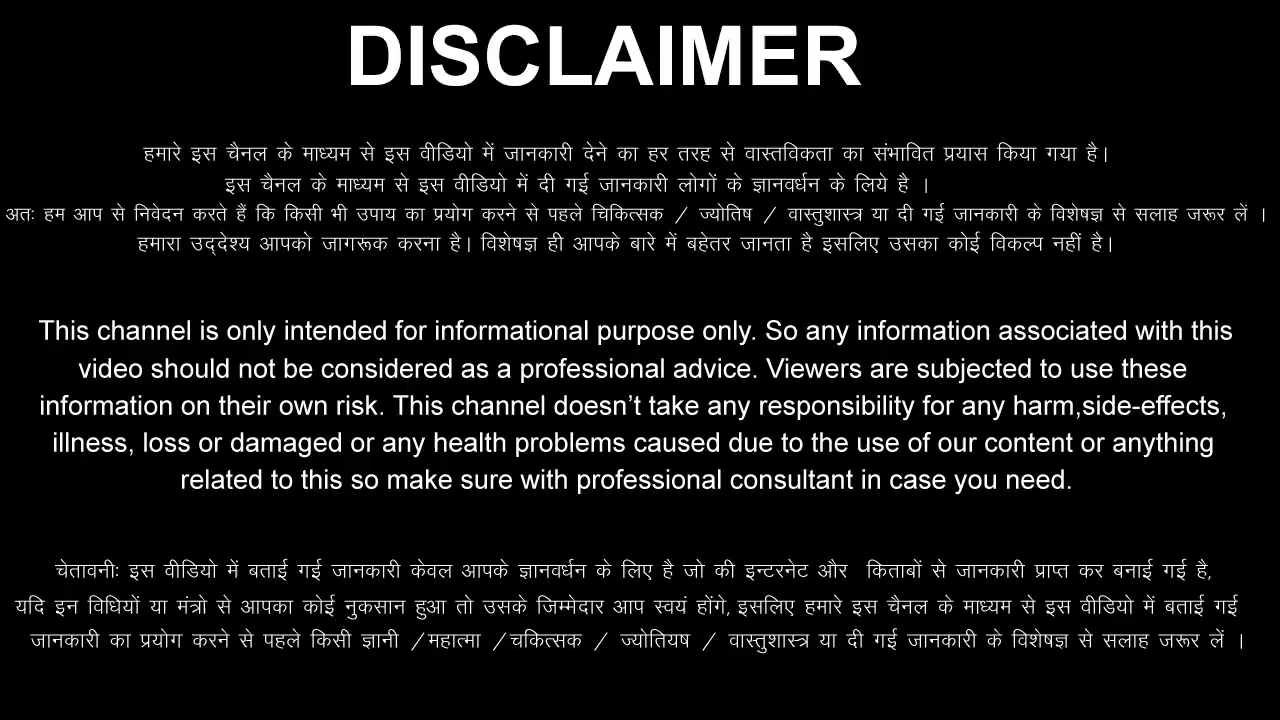 DISCLAIMER
हमारे इस चैनल के माध्यम से इस वीडियो में जानकारी देने का हर तरह से वास्तविकता का संभावित प्रयास किया गया है।
इस चैनल के माध्यम से इस वीडियो में दी गई जानकारी लोगों के ज्ञानवर्धन के लिये है ।
अतः हम आप से निवेदन करते हैं कि किसी भी उपाय का प्रयोग करने से पहले चिकित्सक / ज्योतिष / वास्तुशास्त्र या दी गई जानकारी के विशेषज्ञ से सलाह जरूर लें ।
हमारा उद्देश्य आपको जागरूक करना है। विशेषज्ञ ही आपके बारे में बहेतर जानता है इसलिए उसका कोई विकल्प नहीं है।
This channel is only intended for informational purpose only. So any information associated with this
video should not be considered as a professional advice. Viewers are subjected to use these
information on their own risk. This channel doesn’t take any responsibility for any harm,side-effects,
illness, loss or damaged or any health problems caused due to the use of our content or anything
related to this so make sure with professional consultant in case you need.
चेतावनीः इस वीडियो में बताई गई जानकारी केवल आपके ज्ञानवर्धन के लिए है जो की इन्टरनेट और किताबों से जानकारी प्राप्त कर बनाई गई है,
यदि इन विधियों या मंत्रो से आपका कोई नुकसान हुआ तो उसके जिम्मेदार आप स्वयं होंगे, इसलिए हमारे इस चैनल के माध्यम से इस वीडियो में बताई गई
जानकारी का प्रयोग करने से पहले किसी ज्ञानी /महात्मा /चकित्सक / ज्योतियष / वास्तुशास्त्र या दी गई जानकारी के विशेषज्ञ से सलाह जरूर लें ।